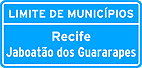 LIMITE DE MUNICÍPIOS
Recife
Jaboatão dos Guararapes